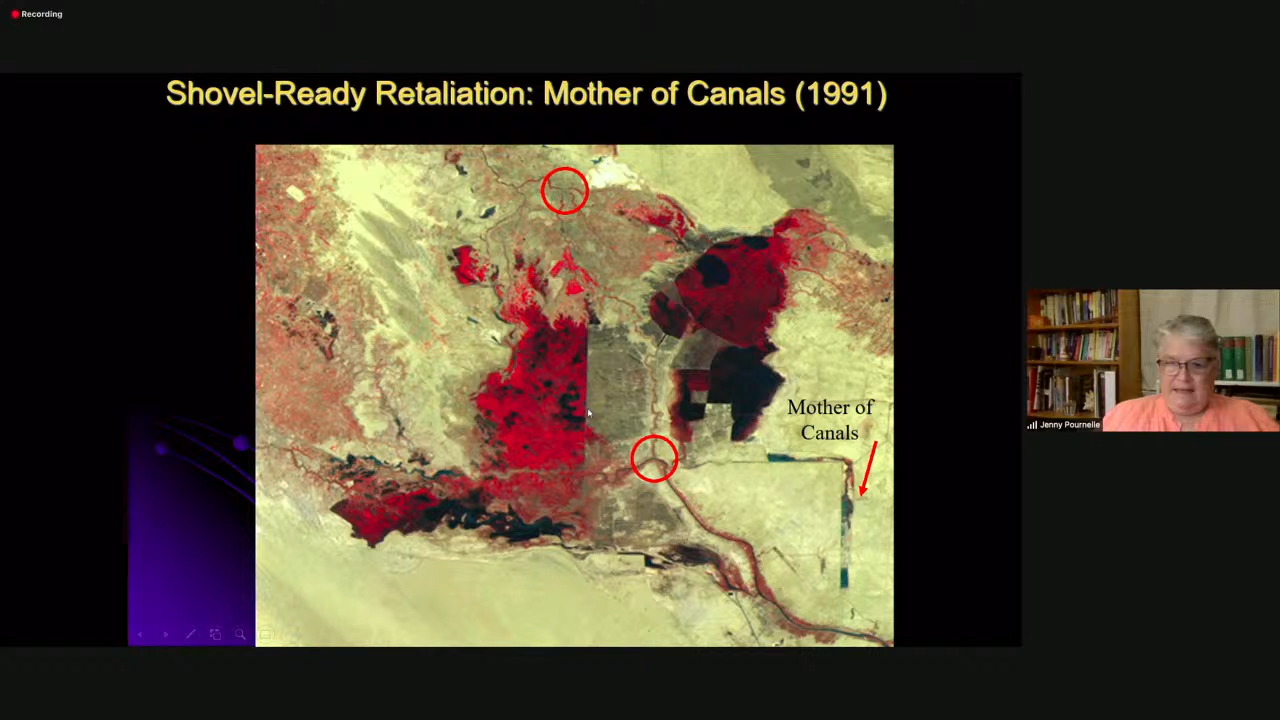 Recording
Shovel-Ready Retaliation: Mother of Canals (1991)
Mother of
Canals
Jenny Pournelle